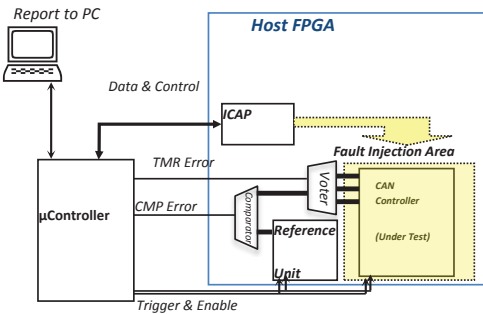 Report to PC
Host FPGA
Data & Control
ICAP
Fault Injection Area
TMR Error
Voter
CAN
Controller
(Under Test)
µController
CMP Error
Comparator
Reference
Unit
Trigger & Enable